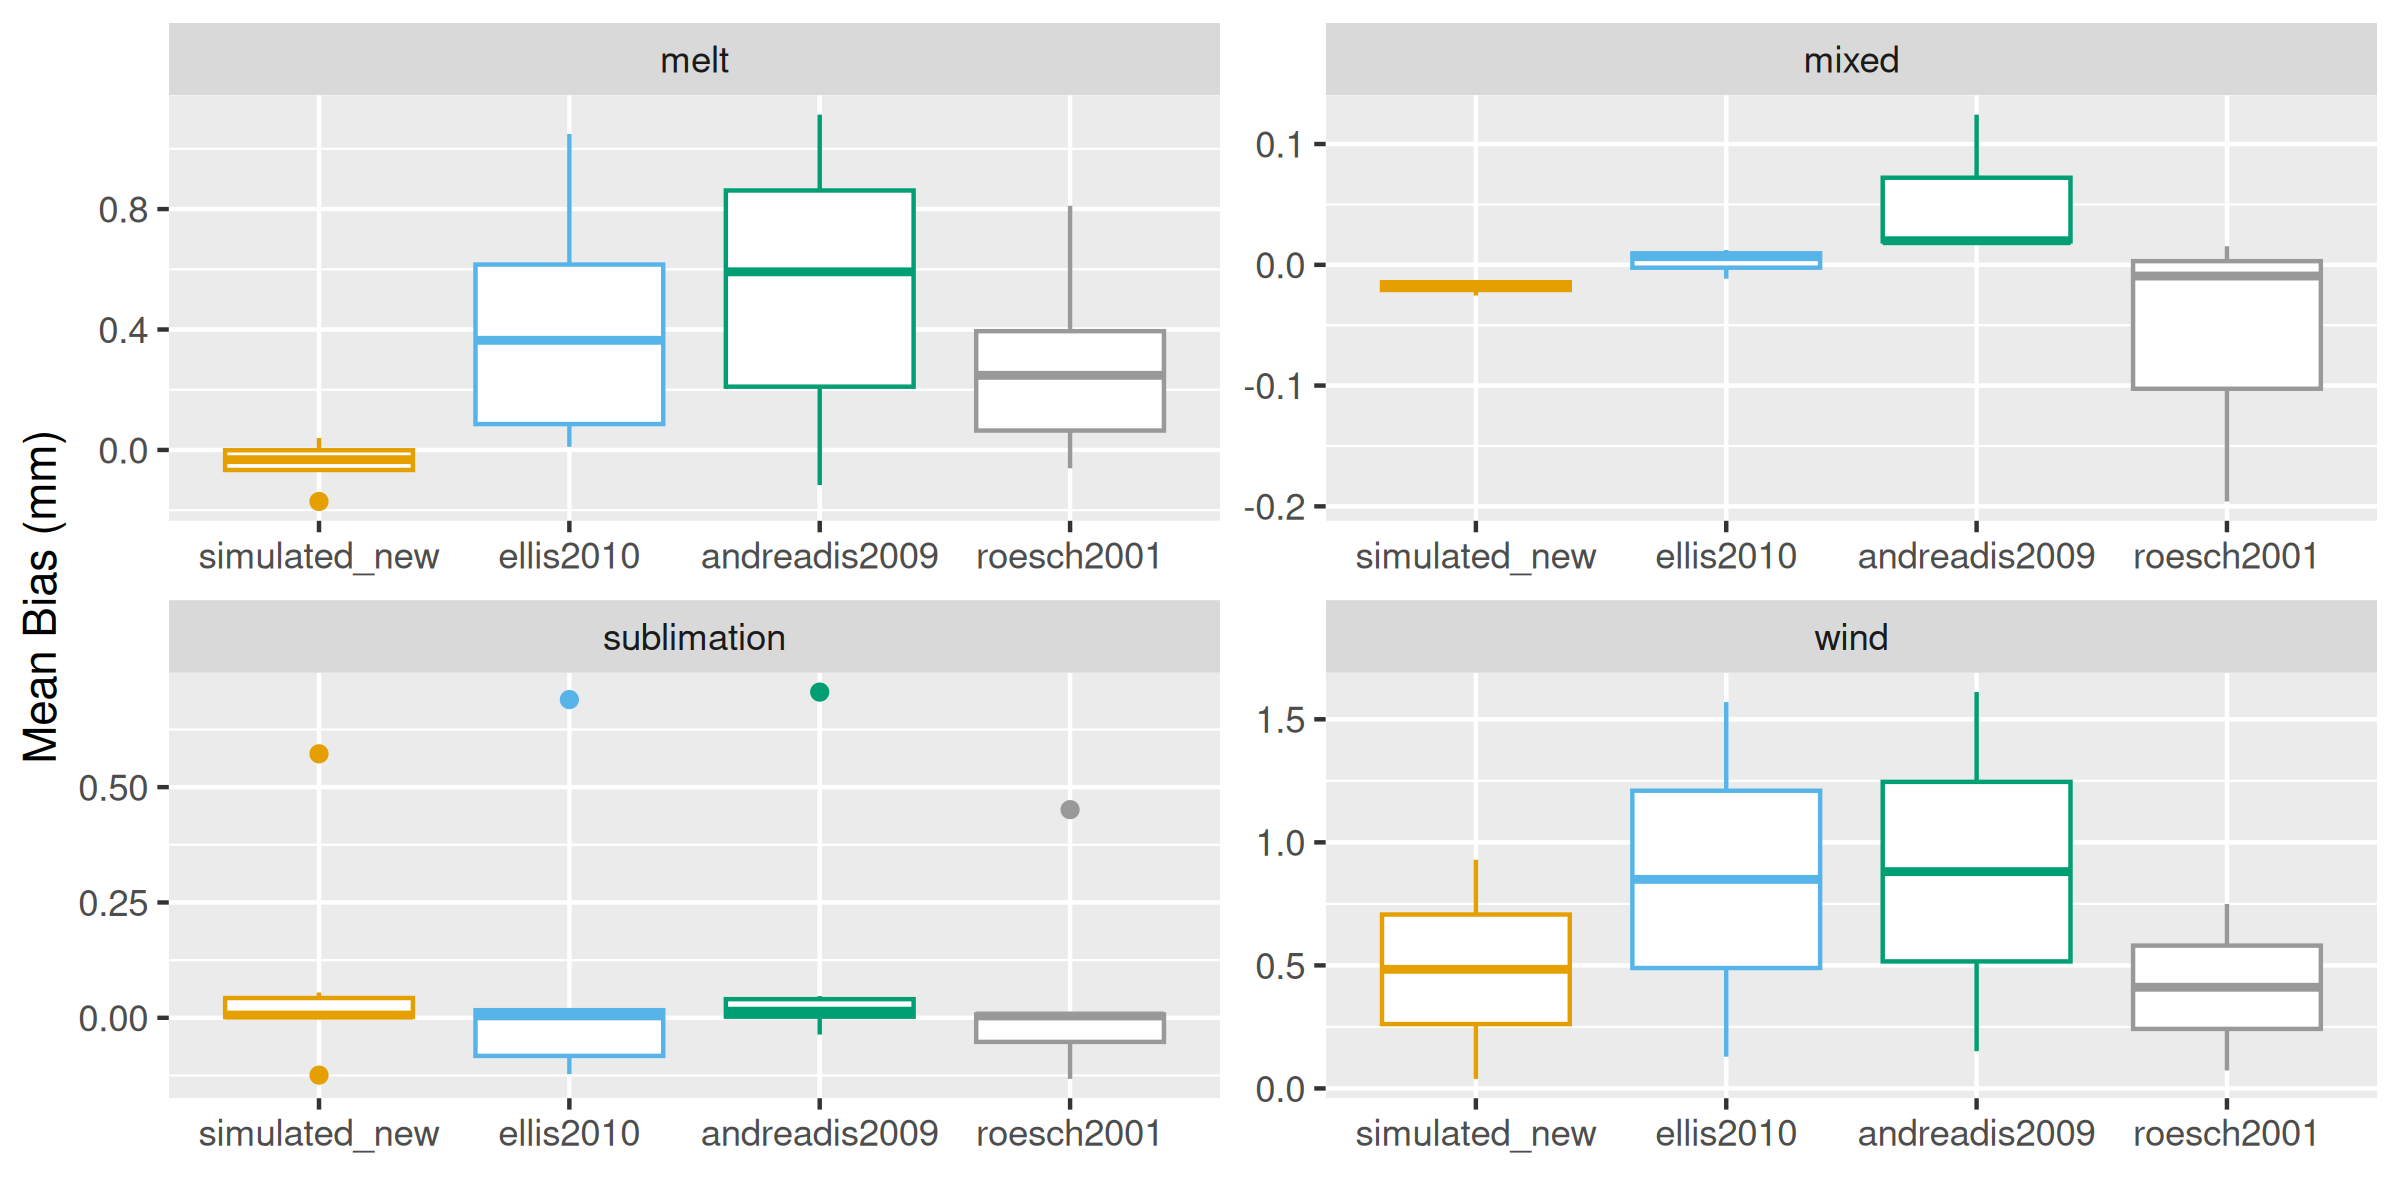 Mean Bias (mm)
melt
0.8
0.4
0.0
simulated_new ellis2010 andreadis2009 roesch2001
mixed
0.1
0.0
-0.1
-0.2
simulated_new ellis2010 andreadis2009 roesch2001
sublimation
0.50
0.25
0.00
simulated_new ellis2010 andreadis2009 roesch2001
wind
1.5
1.0
0.5
0.0
simulated_new ellis2010 andreadis2009 roesch2001